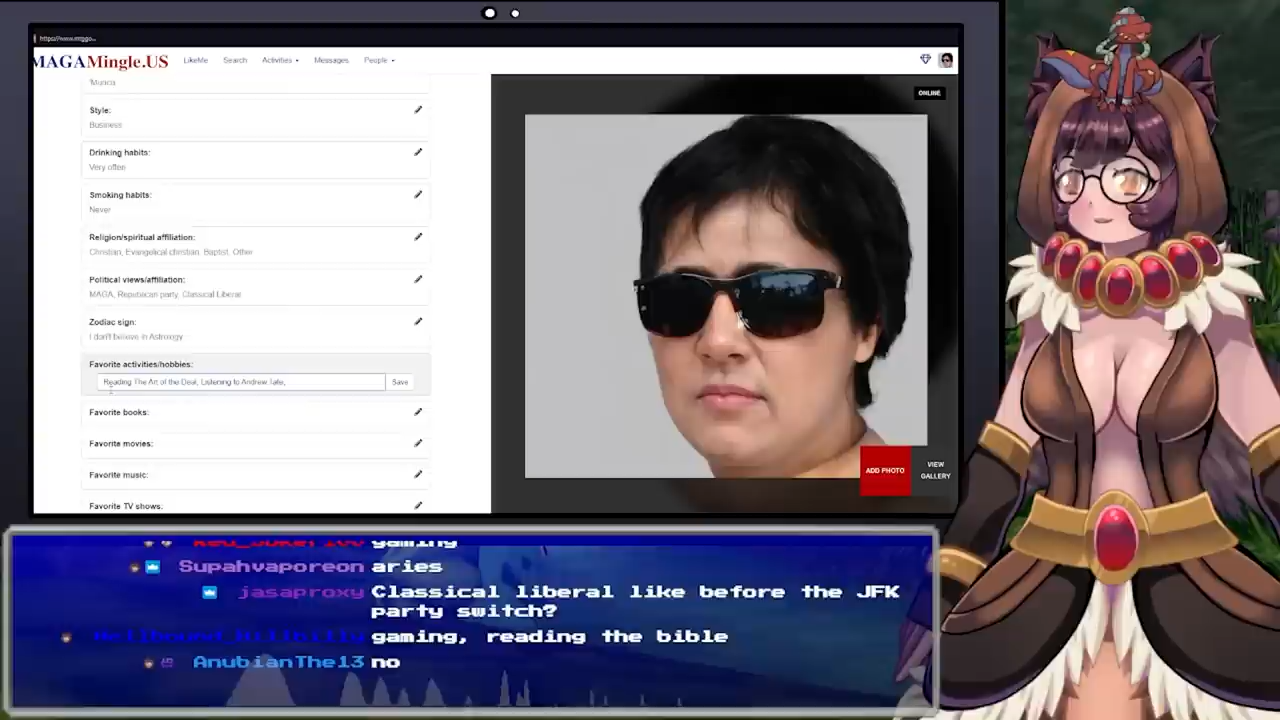 MAGAMingle.US
LikeMe
Search
Activities
Messages
People
ONLINE
'Murica
Style:
Business
Drinking habits:
Very often
Smoking habits:
Never
Religion/spiritual affiliation:
Christian, Evangelical christian, Baptist, Other
Political views/affiliation:
MAGA, Republican party, Classical Liberal
Zodiac sign:
I don't believe in Astrology
Favorite activities/hobbies:
Reading The Art of the Deal, Listening to Andrew Tate,
Save
Favorite books:
Favorite movies:
Favorite music:
Favorite TV shows:
ADD PHOTO
VIEW
GALLERY
gaming
Supahvaporeon aries
jasaproxy Classical liberal like before the JFK
party switch?
gaming, reading the bible
AnubianThe13 no